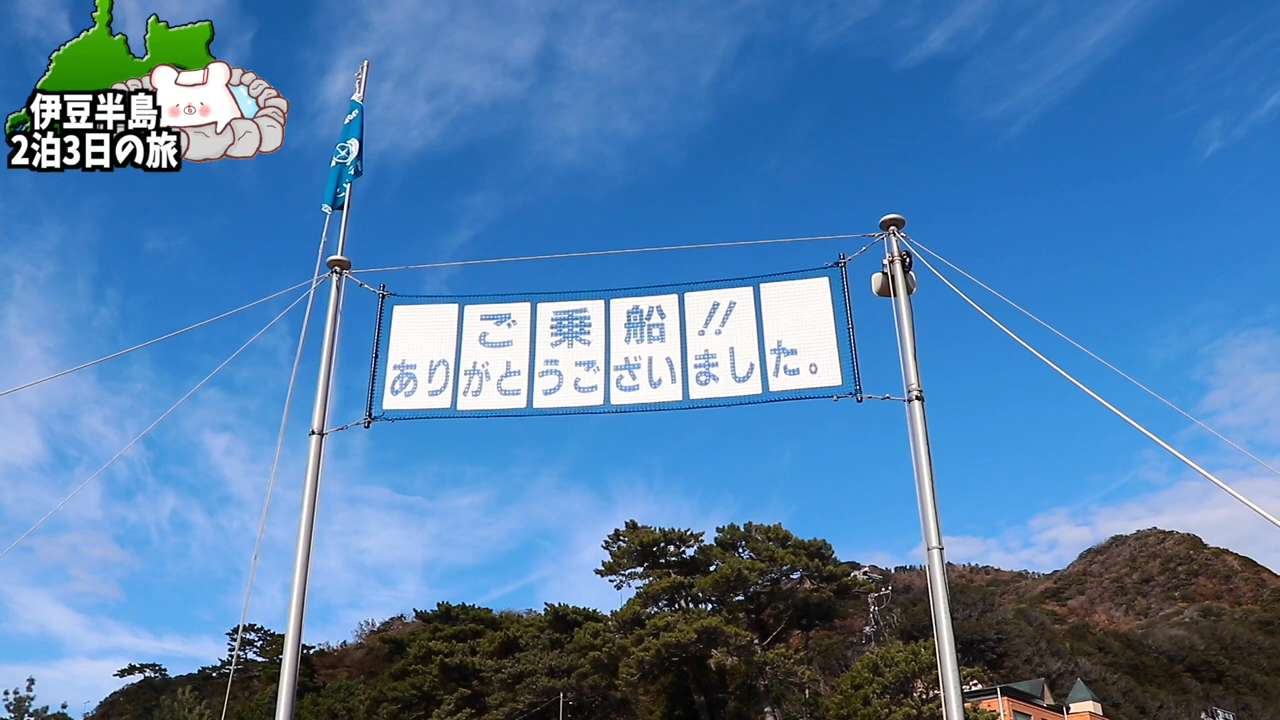 伊豆半島
2泊3日の旅
ご乗船!!
ありがとうございました。